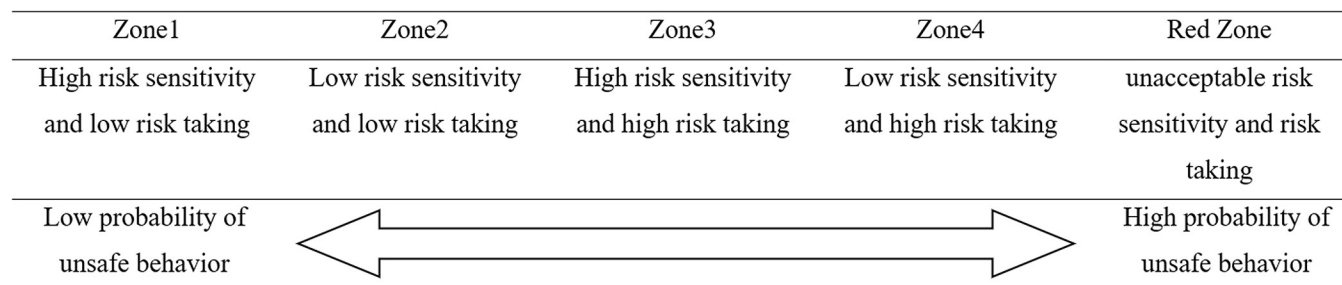 Zone1 Zone2 Zone3 Zone4 Red Zone
High risk sensitivity Low risk sensitivity High risk sensitivity Low risk sensitivity unacceptable risk
and low risk taking and low risk taking and high risk taking and high risk taking sensitivity and risk
taking
Low probability of High probability of
unsafe behavior unsafe behavior